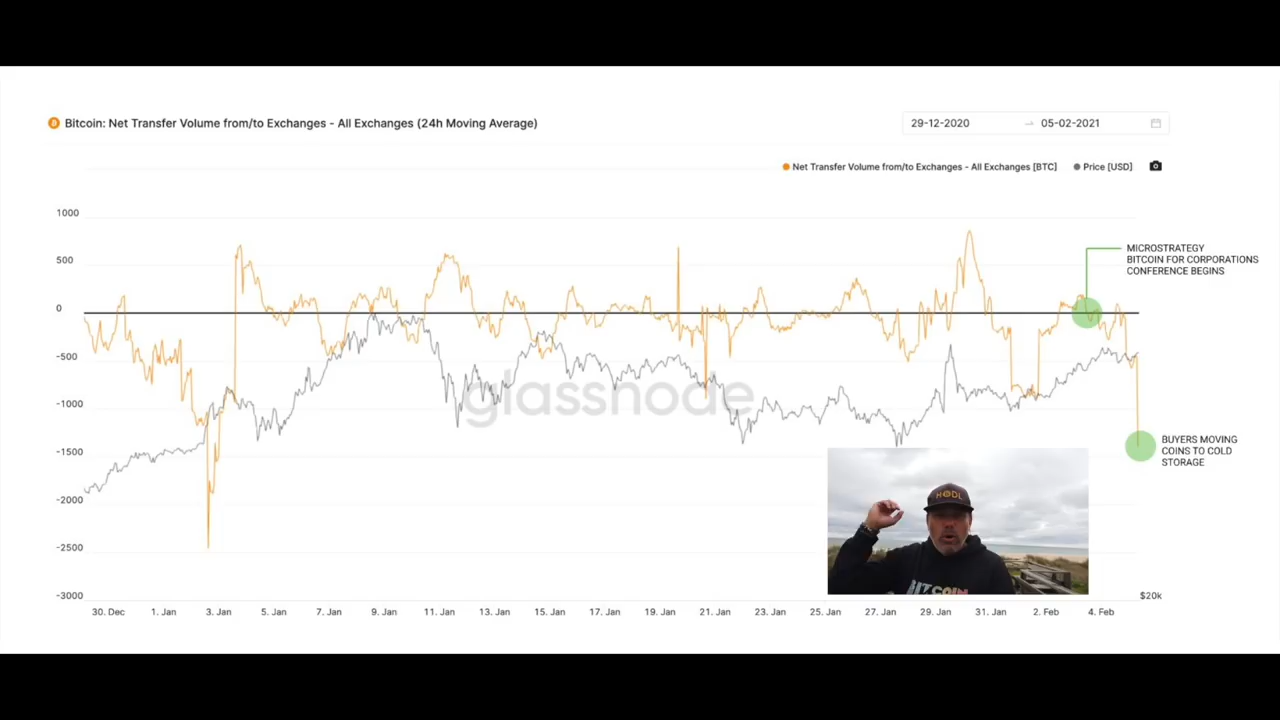 Bitcoin: Net Transfer Volume from/to Exchanges - All Exchanges (24h Moving Average)
29-12-2020 → 05-02-2021
Net Transfer Volume from/to Exchanges - All Exchanges [BTC] Price [USD]
1000
500
0
-500
-1000
-1500
-2000
-2500
-3000
MICROSTRATEGY
BITCOIN FOR CORPORATIONS
CONFERENCE BEGINS
glassnode
BUYERS MOVING
COINS TO COLD
STORAGE
HODL
BITCOIN
$20k
30. Dec 1. Jan 3. Jan 5. Jan 7. Jan 9. Jan 11. Jan 13. Jan 15. Jan 17. Jan 19. Jan 21. Jan 23. Jan 25. Jan 27. Jan 29. Jan 31. Jan 2. Feb 4. Feb